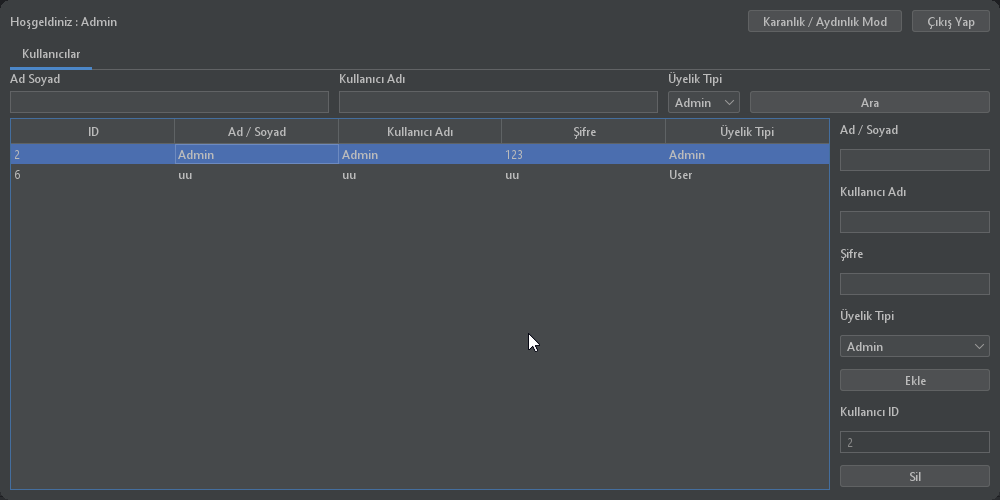 Hoşgeldiniz : Admin
Karanlık / Aydınlık Mod
Çıkış Yap
Kullanıcılar
Ad Soyad
Kullanıcı Adı
Üyelik Tipi
Admin
Ara
ID
Ad / Soyad
Kullanıcı Adı
Şifre
Üyelik Tipi
2
Admin
Admin
123
Admin
6
uu
uu
uu
User
Ad / Soyad
Kullanıcı Adı
Şifre
Üyelik Tipi
Admin
Ekle
Kullanıcı ID
2
Sil